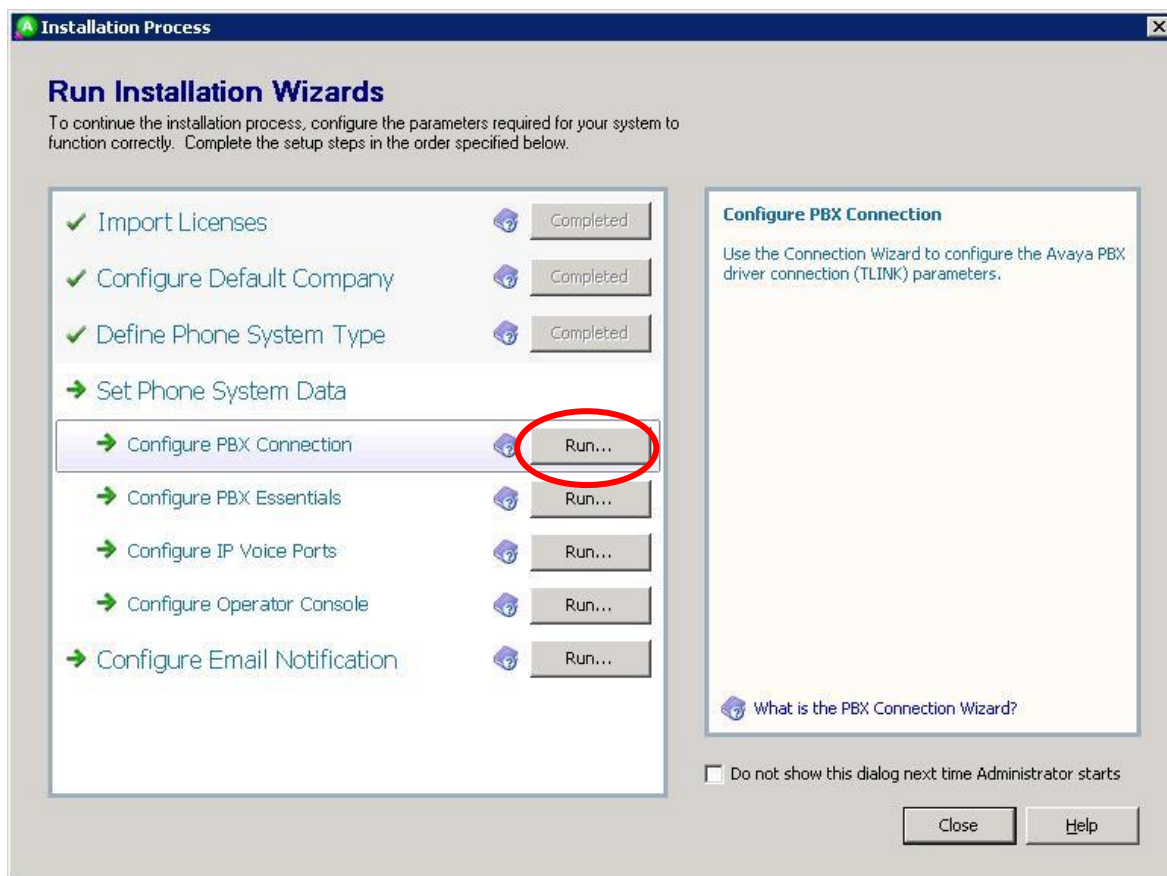 Installation Process
Run Installation Wizards
To continue the installation process, configure the parameters required for your system to
function correctly. Complete the setup steps in the order specified below.
Import Licenses
Completed
Configure Default Company
Completed
Define Phone System Type
Completed
Set Phone System Data
Configure PBX Connection
Run...
Configure PBX Essentials
Run...
Configure IP Voice Ports
Run...
Configure Operator Console
Run...
Configure Email Notification
Run...
Configure PBX Connection
Use the Connection Wizard to configure the Avaya PBX
driver connection (TLINK) parameters.
What is the PBX Connection Wizard?
Do not show this dialog next time Administrator starts
Close
Help